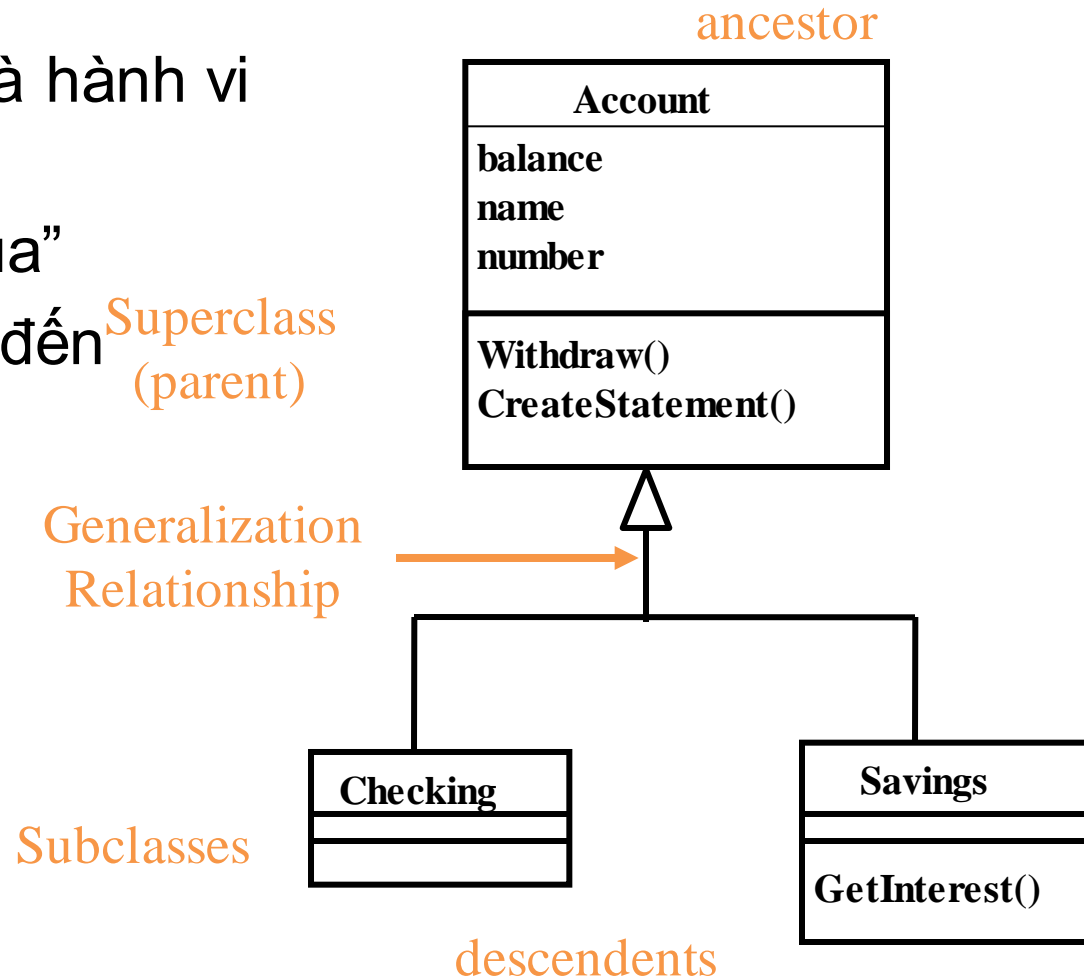 ancestor
à hành vi
Account
balance
name
number
”
đến
Superclass
(parent)
Withdraw()
CreateStatement()
Generalization
Relationship
Checking
Savings
Subclasses
GetInterest()
descendents